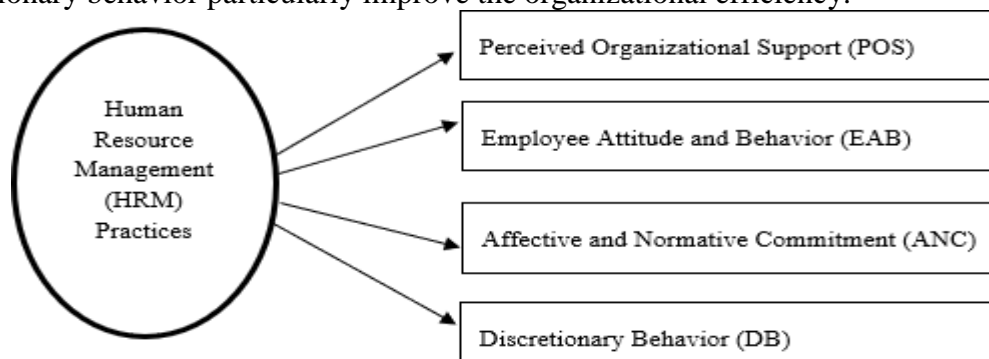 ionary behavior particularly improve the organizational efficiency.
Perceived Organizational Support (POS)
Human
Resource
Management
(HRM)
Practices
Employee Attitude and Behavior (EAB)
Affective and Normative Commitment (ANC)
Discretionary Behavior (DB)